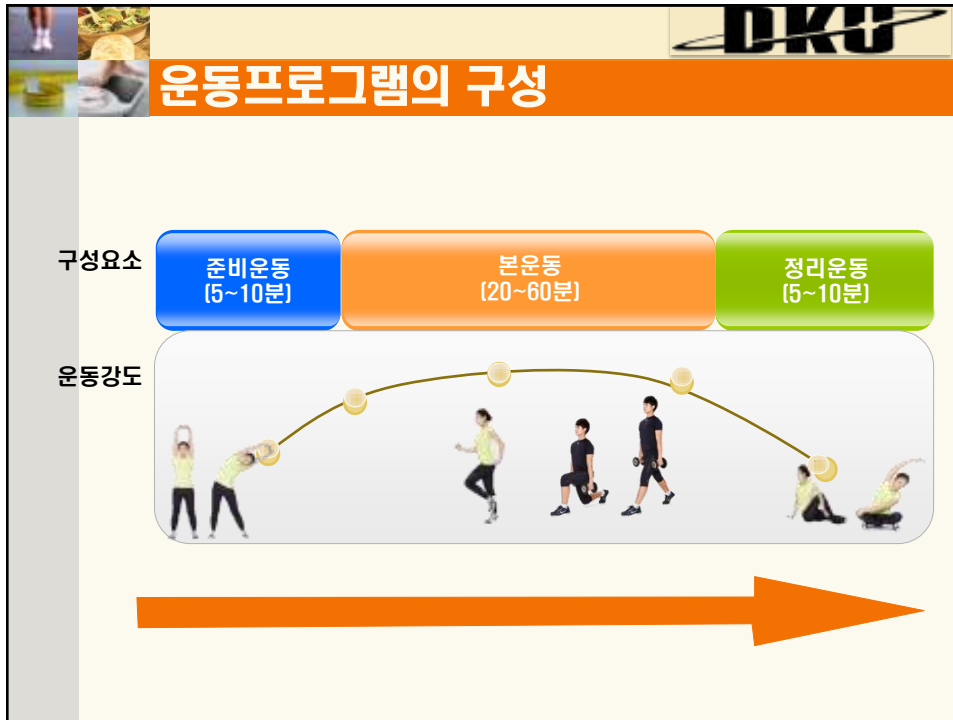 DKU
운동프로그램의 구성
구성요소
준비운동
(5~10분)
본운동
(20~60분)
정리운동
(5~10분)
운동강도